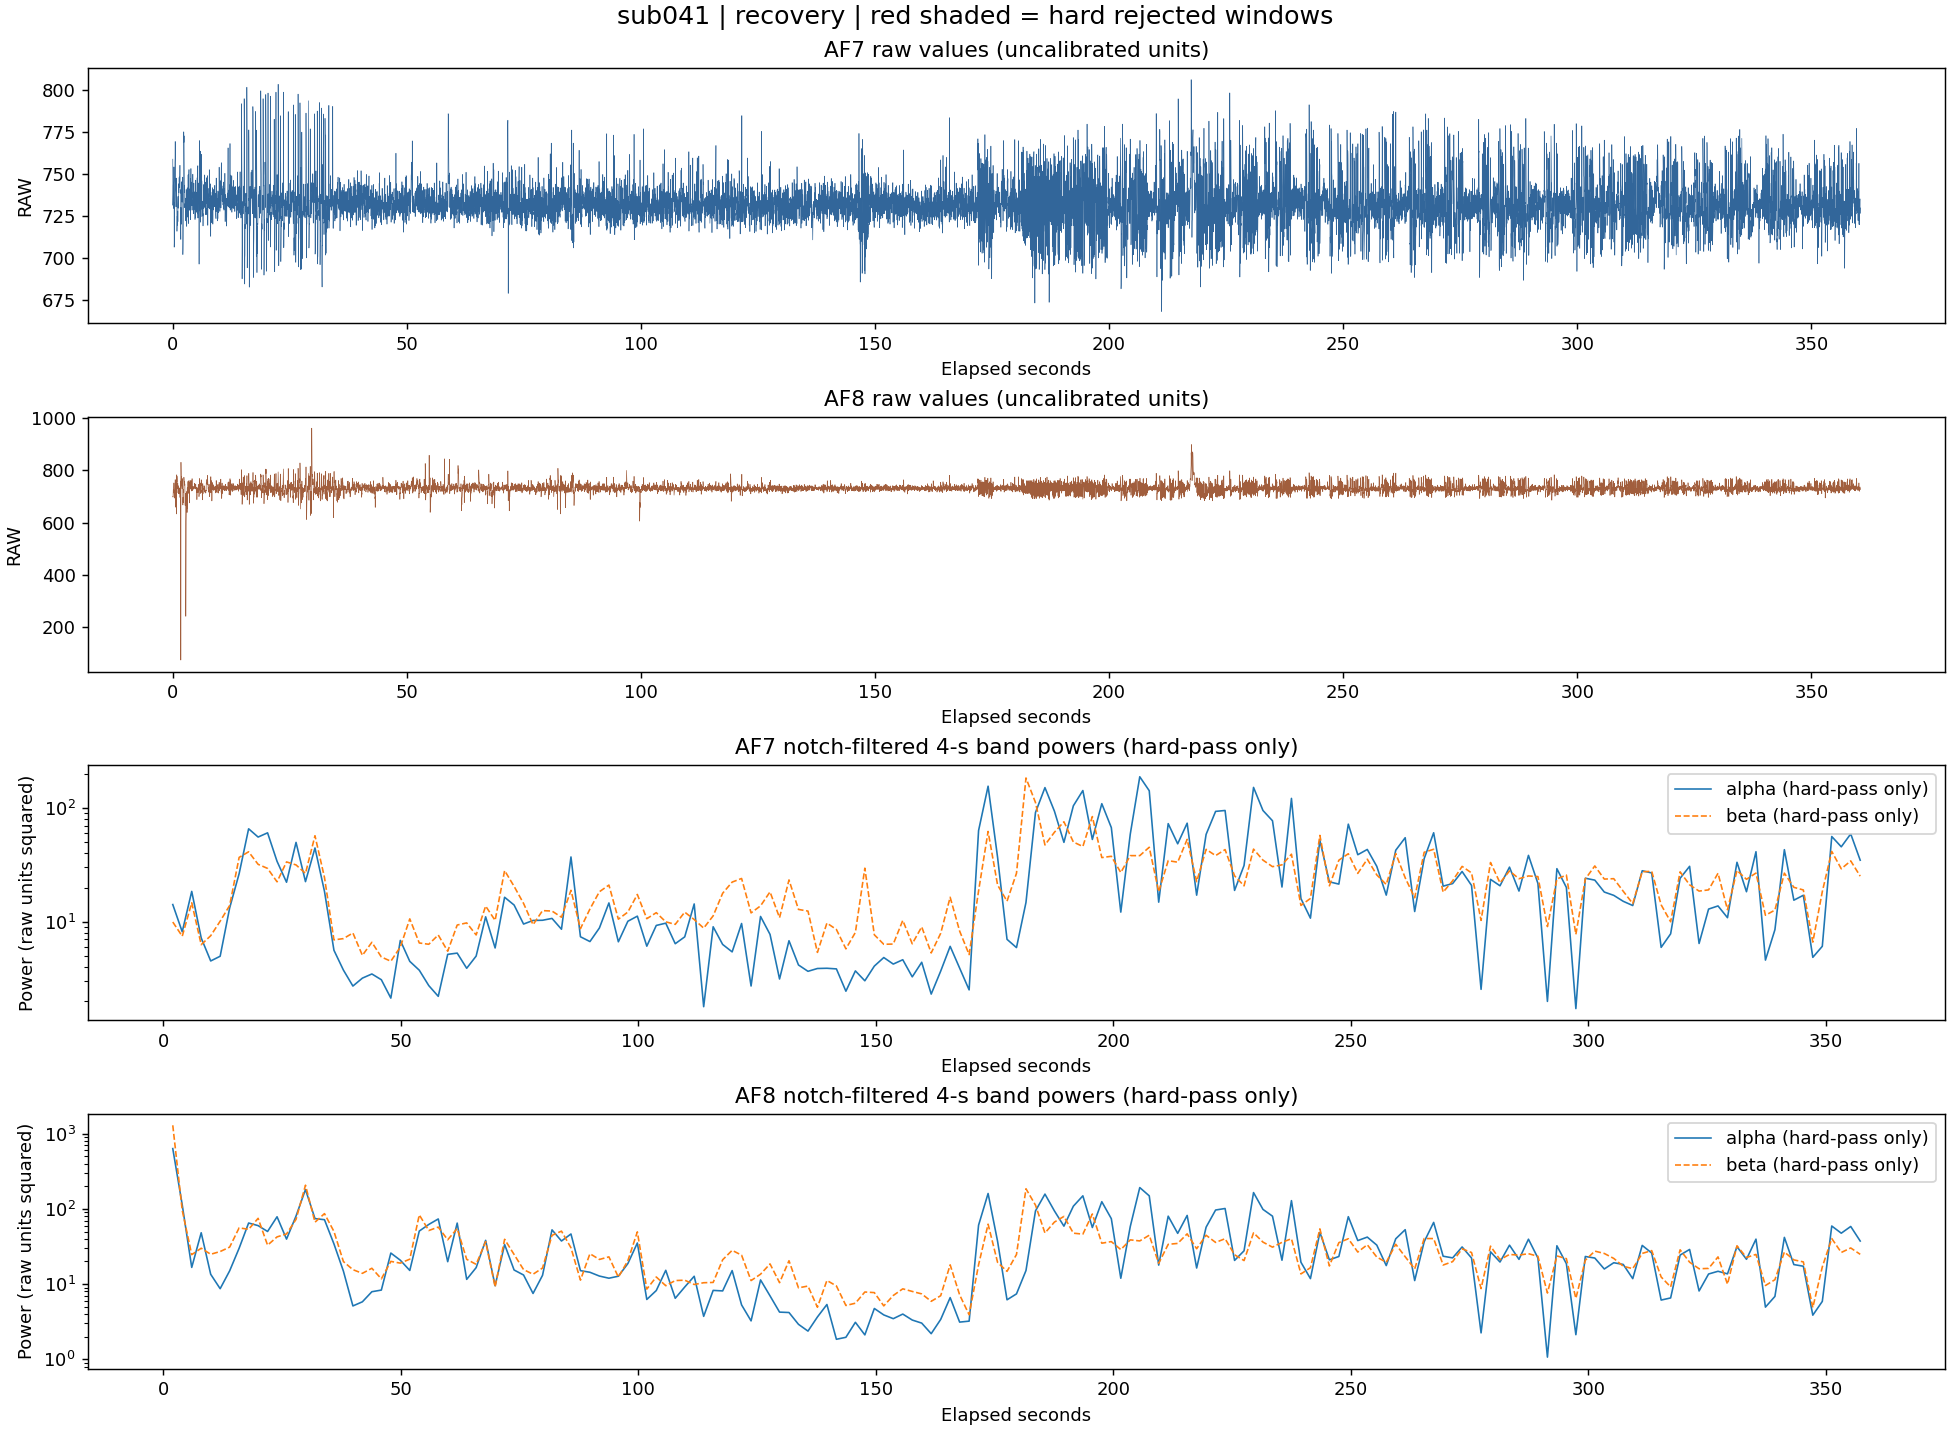 sub041 | recovery | red shaded = hard rejected windows
AF7 raw values (uncalibrated units)
RAW
800
775
750
725
700
675
0 50 100 150 200 250 300 350
Elapsed seconds
AF8 raw values (uncalibrated units)
RAW
1000
800
600
400
200
0 50 100 150 200 250 300 350
Elapsed seconds
AF7 notch-filtered 4-s band powers (hard-pass only)
Power (raw units squared)
10²
10¹
alpha (hard-pass only)
beta (hard-pass only)
0 50 100 150 200 250 300 350
Elapsed seconds
AF8 notch-filtered 4-s band powers (hard-pass only)
Power (raw units squared)
10³
10²
10¹
10⁰
alpha (hard-pass only)
beta (hard-pass only)
0 50 100 150 200 250 300 350
Elapsed seconds